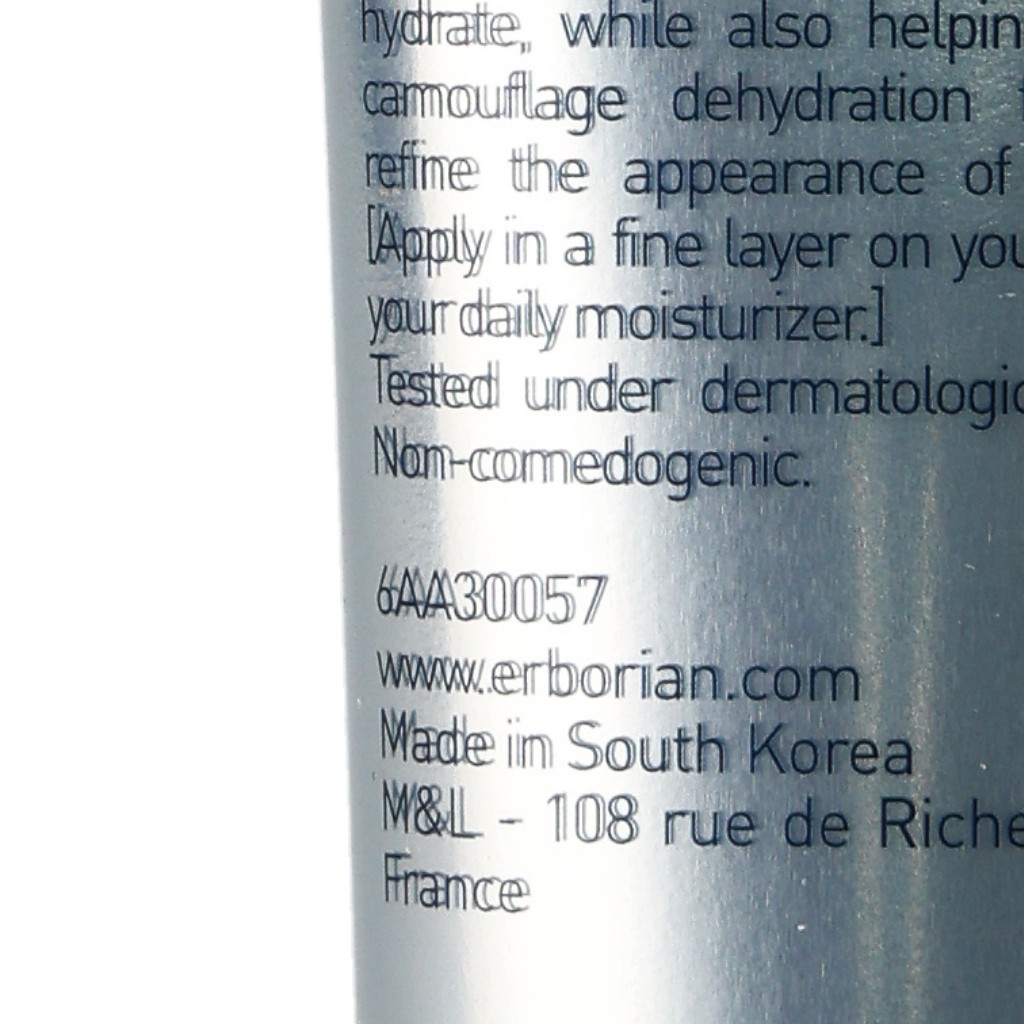 hydrate, while also helpin
camouflage dehydration
refine the appearance of
[Apply in a fine layer on you
your daily moisturizer.]
Tested under dermatologic
Non-comedogenic.
6AA30057
www.erborian.com
Made in South Korea
M&L - 108 rue de Riche
France